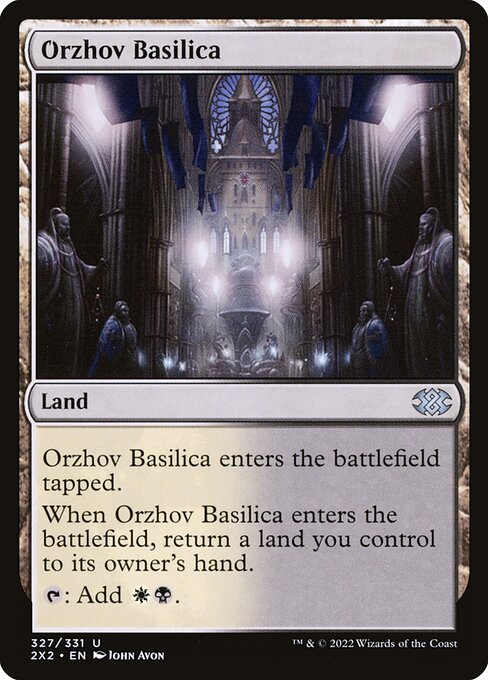 Orzhov Basilica
Land
Orzhov Basilica enters the battlefield
tapped.
When Orzhov Basilica enters the
battlefield, return a land you control
to its owner's hand.
: Add .
327/331 U
2X2 • EN John Avon
™ & © 2022 Wizards of the Coast